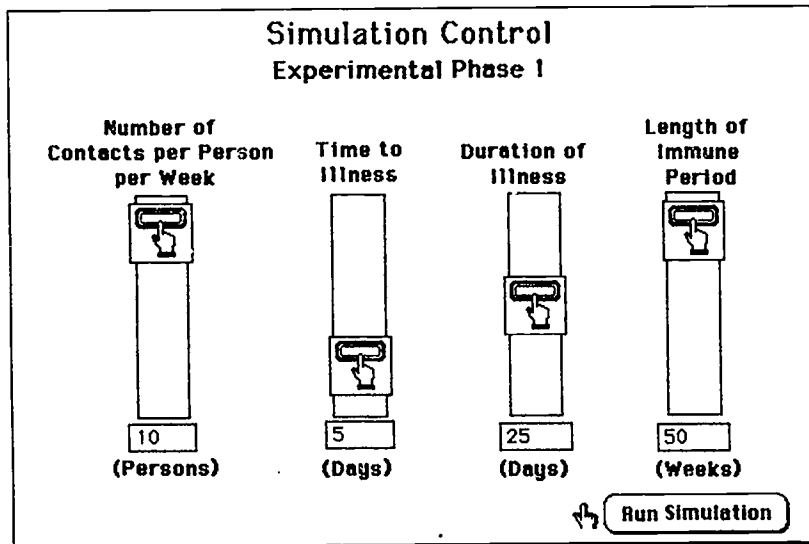 Simulation Control
Experimental Phase 1
Number of
Contacts per Person
per Week
Time to
Illness
Duration of
Illness
Length of
Immune
Period
10
5
25
50
(Persons)
(Days)
(Days)
(Weeks)
Run Simulation